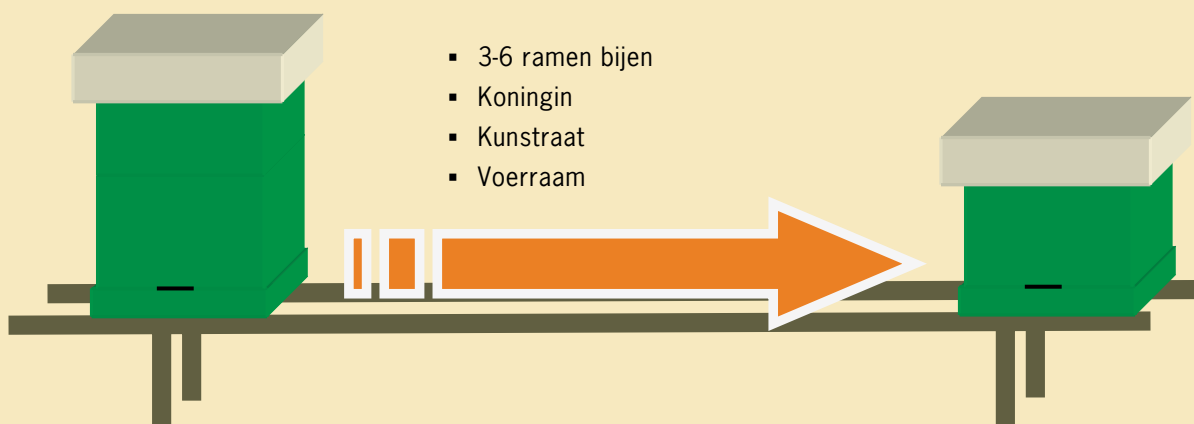 ▪ 3-6 ramen bijen
▪ Koningin
▪ Kunstraat
▪ Voerraam